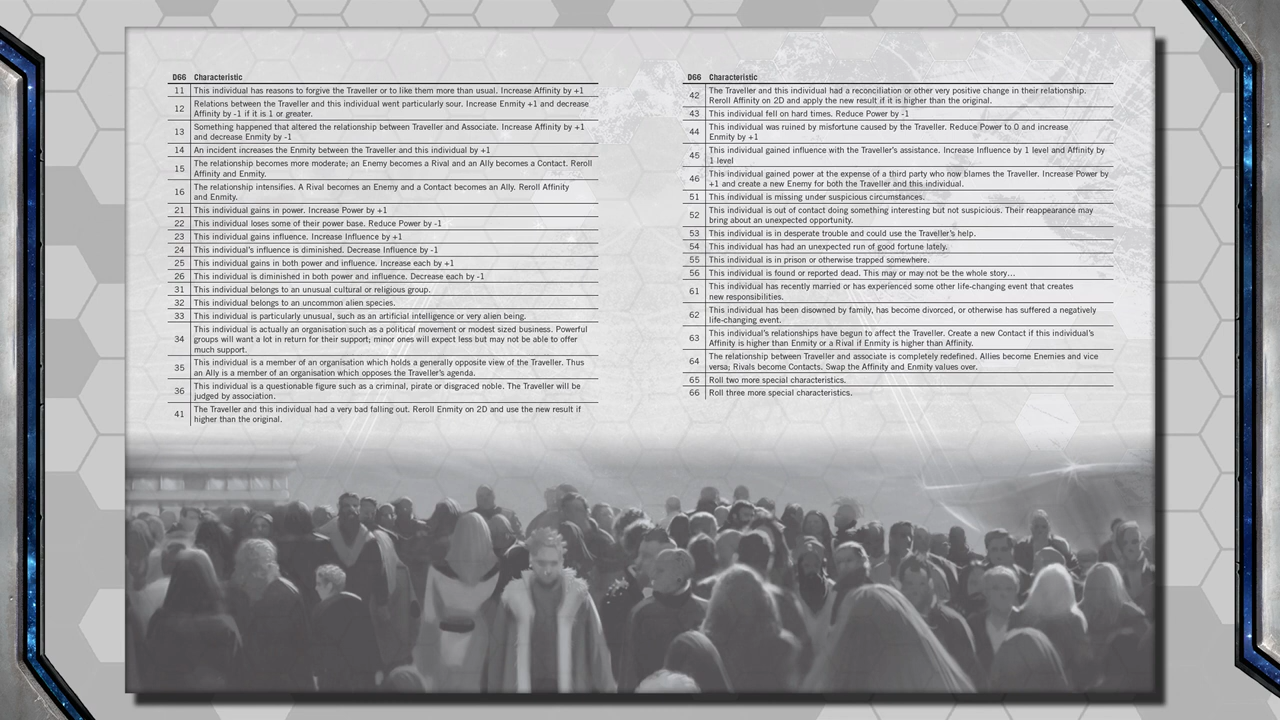 D66 Characteristic
11 This individual has reasons to forgive the Traveller or to like them more than usual. Increase Affinity by +1
12 Relations between the Traveller and this individual went particularly sour. Increase Enmity +1 and decrease
Affinity by -1 if it is 1 or greater.
13 Something happened that altered the relationship between Traveller and Associate. Increase Affinity by +1
and decrease Enmity by -1
14 An incident increases the Enmity between the Traveller and this individual by +1
15 The relationship becomes more moderate; an Enemy becomes a Rival and an Ally becomes a Contact. Reroll
Affinity and Enmity.
16 The relationship intensifies. A Rival becomes an Enemy and a Contact becomes an Ally. Reroll Affinity
and Enmity.
21 This individual gains in power. Increase Power by +1
22 This individual loses some of their power base. Reduce Power by -1
23 This individual gains influence. Increase Influence by +1
24 This individual's influence is diminished. Decrease Influence by -1
25 This individual gains in both power and influence. Increase each by +1
26 This individual is diminished in both power and influence. Decrease each by -1
31 This individual belongs to an unusual cultural or religious group.
32 This individual belongs to an uncommon alien species.
33 This individual is particularly unusual, such as an artificial intelligence or very alien being.
34 This individual is actually an organisation such as a political movement or modest sized business. Powerful
groups will want a lot in return for their support; minor ones will expect less but may not be able to offer
much support.
35 This individual is a member of an organisation which holds a generally opposite view of the Traveller. Thus
an Ally is a member of an organisation which opposes the Traveller's agenda.
36 This individual is a questionable figure such as a criminal, pirate or disgraced noble. The Traveller will be
judged by association.
41 The Traveller and this individual had a very bad falling out. Reroll Enmity on 2D and use the new result if
higher than the original.
D66 Characteristic
42 The Traveller and this individual had a reconciliation or other very positive change in their relationship.
Reroll Affinity on 2D and apply the new result if it is higher than the original.
43 This individual fell on hard times. Reduce Power by -1
44 This individual was ruined by misfortune caused by the Traveller. Reduce Power to 0 and increase
Enmity by +1
45 This individual gained influence with the Traveller's assistance. Increase Influence by 1 level and Affinity by
1 level
46 This individual gained power at the expense of a third party who now blames the Traveller. Increase Power by
+1 and create a new Enemy for both the Traveller and this individual.
51 This individual is missing under suspicious circumstances.
52 This individual is out of contact doing something interesting but not suspicious. Their reappearance may
bring about an unexpected opportunity.
53 This individual is in desperate trouble and could use the Traveller's help.
54 This individual has had an unexpected run of good fortune lately.
55 This individual is in prison or otherwise trapped somewhere.
56 This individual is found or reported dead. This may or may not be the whole story...
61 This individual has recently married or has experienced some other life-changing event that creates
new responsibilities.
62 This individual has been disowned by family, has become divorced, or otherwise has suffered a negatively
life-changing event.
63 This individual's relationships have begun to affect the Traveller. Create a new Contact if this individual's
Affinity is higher than Enmity or a Rival if Enmity is higher than Affinity.
64 The relationship between Traveller and associate is completely redefined. Allies become Enemies and vice
versa; Rivals become Contacts. Swap the Affinity and Enmity values over.
65 Roll two more special characteristics.
66 Roll three more special characteristics.